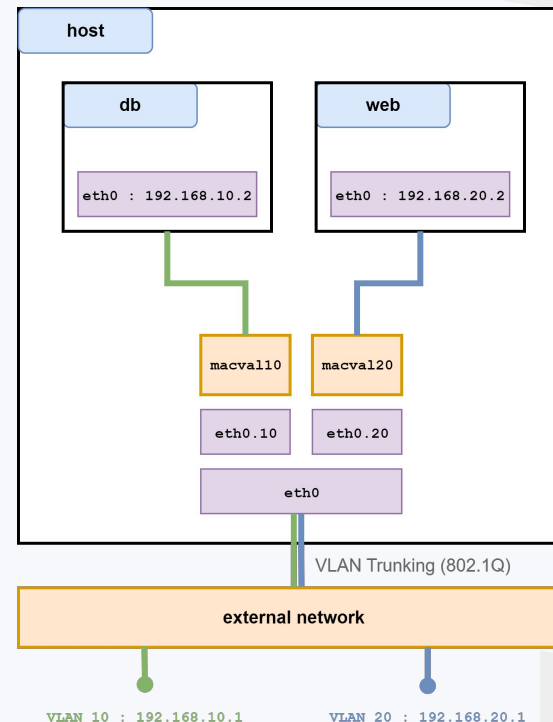 host
db
web
eth0 : 192.168.10.2
eth0 : 192.168.20.2
macval10
macval20
eth0.10
eth0.20
eth0
VLAN Trunking (802.1Q)
external network
VLAN 10 : 192.168.10.1
VLAN 20 : 192.168.20.1